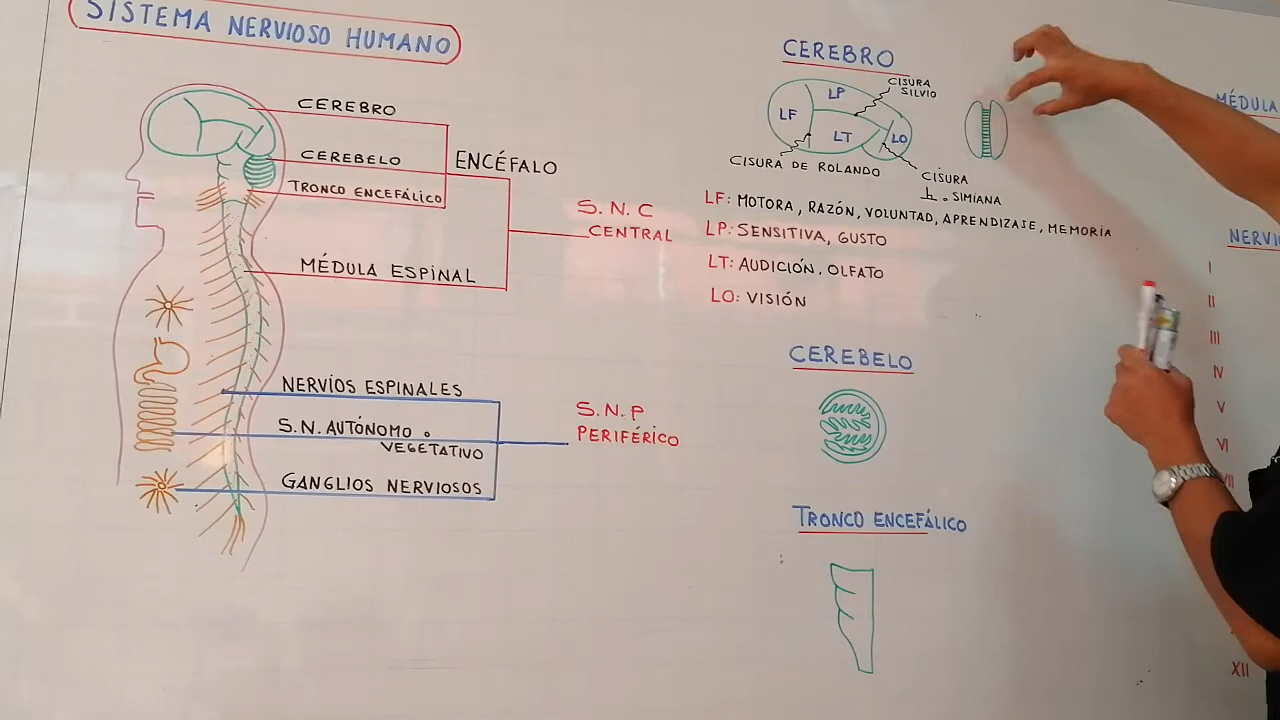 SISTEMA NERVIOSO HUMANO
CEREBRO
CEREBELO
TRONCO ENCEFÁLICO
ENCÉFALO
MÉDULA ESPINAL
S.N.C
CENTRAL
NERVÍOS ESPINALES
S.N. AUTÓNOMO o
VEGETATIVO
GANGLIOS NERVIOSOS
S.N.P
PERIFÉRICO
CEREBRO
CISURA
SILVIO
LP
LF
LT
LO
CISURA DE ROLANDO
CISURA
⊥ o SIMIANA
LF: MOTORA, RAZÓN, VOLUNTAD, APRENDIZAJE, MEMORIA
LP: SENSITIVA, GUSTO
LT: AUDICIÓN, OLFATO
LO: VISIÓN
CEREBELO
TRONCO ENCEFÁLICO
MÉDULA
I
II
III
IV
V
VI
XII